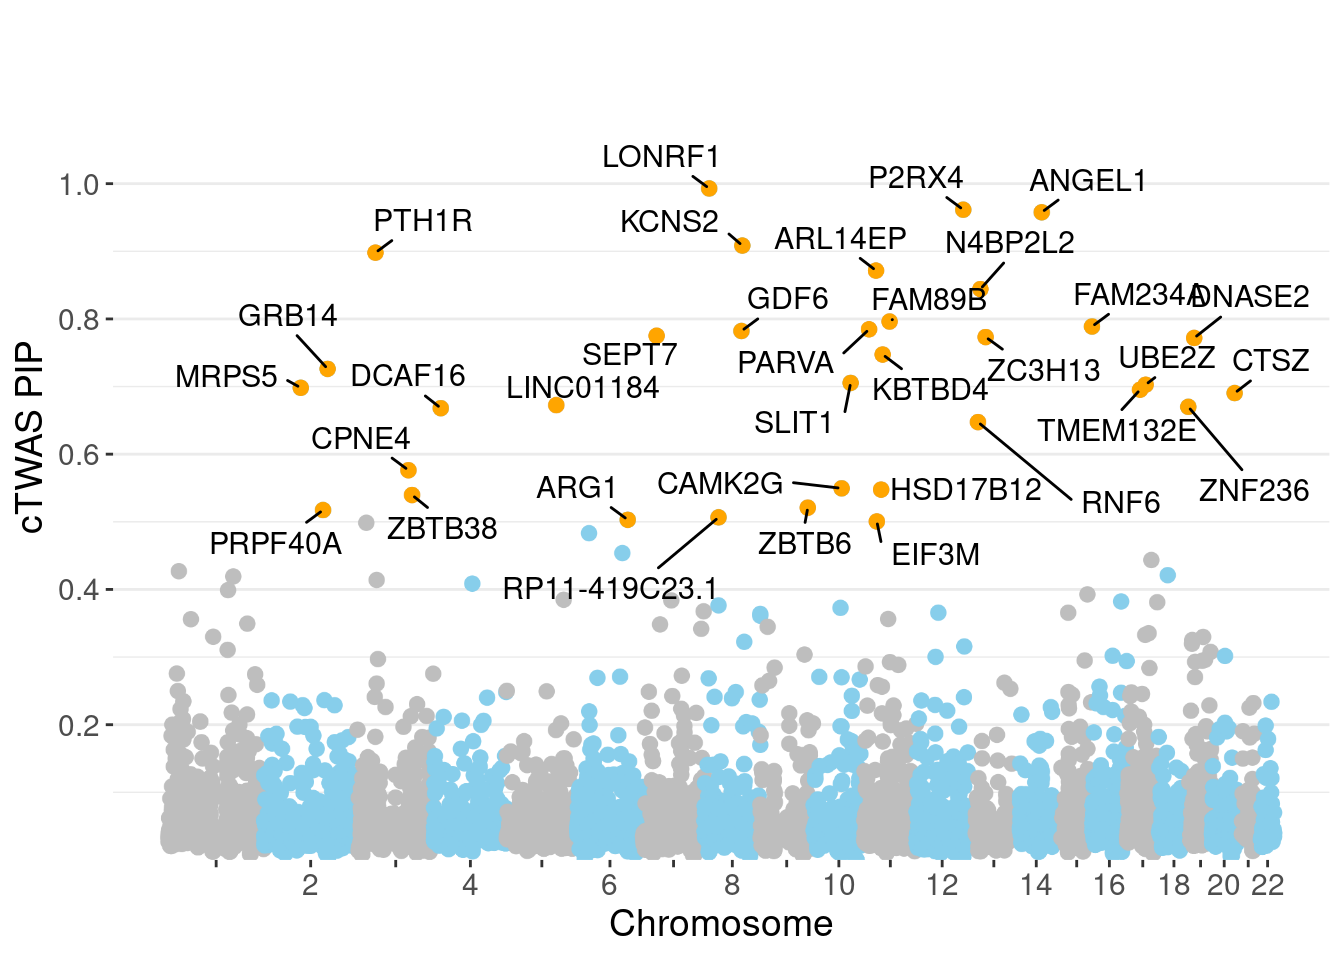 LONRF1
P2RX4
ANGEL1
1.0
PTH1R
KCNS2
ARL14EP
N4BP2L2
GDF6
FAM89B
FAM234A
DNASE2
GRB14
0.8
SEPT7
PARVA
ZC3H13
UBE2Z
CTSZ
MRPS5
DCAF16
LINC01184
KBTBD4
SLIT1
TMEM132E
CPNE4
0.6
cTWAS PIP
ARG1
CAMK2G
HSD17B12
RNF6
ZNF236
PRPF40A
ZBTB38
ZBTB6
EIF3M
RP11-419C23.1
0.4
0.2
2 4 6 8 10 12 14 16 18 20 22
Chromosome